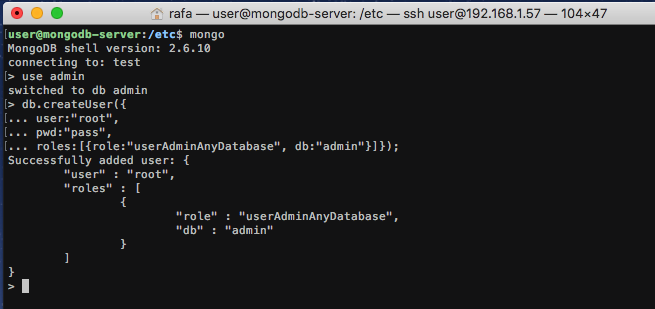 rafa — user@mongodb-server: /etc — ssh user@192.168.1.57 — 104×47
[user@mongodb-server:/etc$ mongo
MongoDB shell version: 2.6.10
connecting to: test
[> use admin
switched to db admin
[> db.createUser({
[... user:"root",
[... pwd:"pass",
[... roles:[{role:"userAdminAnyDatabase", db:"admin"}]});
Successfully added user: {
"user" : "root",
"roles" : [
{
"role" : "userAdminAnyDatabase",
"db" : "admin"
}
]
}
>